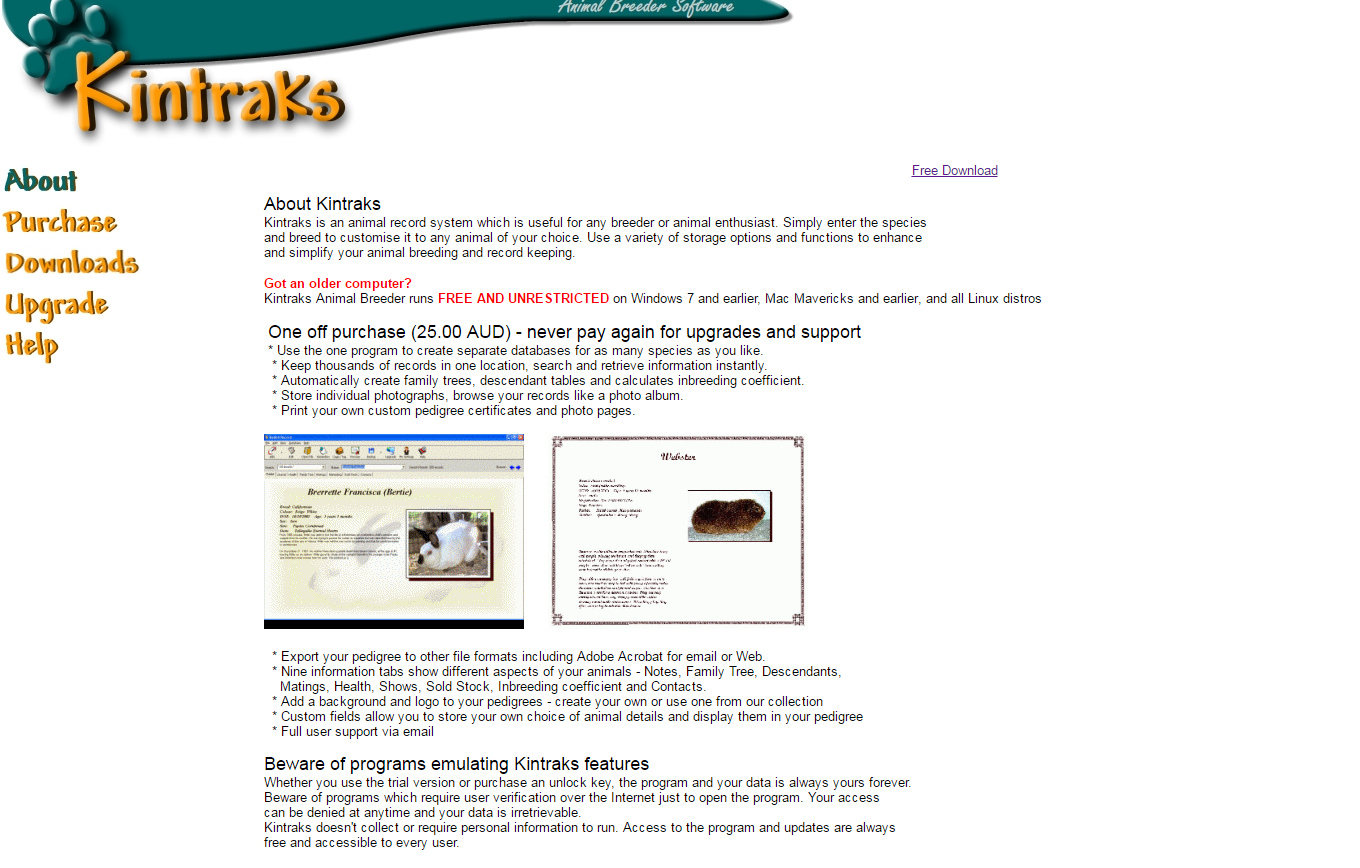 Animal Breeder Software
Kintraks
About
Purchase
Downloads
Upgrade
Help
Free Download
About Kintraks
Kintraks is an animal record system which is useful for any breeder or animal enthusiast. Simply enter the species
and breed to customise it to any animal of your choice. Use a variety of storage options and functions to enhance
and simplify your animal breeding and record keeping.
Got an older computer?
Kintraks Animal Breeder runs FREE AND UNRESTRICTED on Windows 7 and earlier, Mac Mavericks and earlier, and all Linux distros
One off purchase (25.00 AUD) - never pay again for upgrades and support
* Use the one program to create separate databases for as many species as you like.
* Keep thousands of records in one location, search and retrieve information instantly.
* Automatically create family trees, descendant tables and calculates inbreeding coefficient.
* Store individual photographs, browse your records like a photo album.
* Print your own custom pedigree certificates and photo pages.
Brerrette Francisca (Bertie)
Webster
* Export your pedigree to other file formats including Adobe Acrobat for email or Web.
* Nine information tabs show different aspects of your animals - Notes, Family Tree, Descendants,
Matings, Health, Shows, Sold Stock, Inbreeding coefficient and Contacts.
* Add a background and logo to your pedigrees - create your own or use one from our collection
* Custom fields allow you to store your own choice of animal details and display them in your pedigree
* Full user support via email
Beware of programs emulating Kintraks features
Whether you use the trial version or purchase an unlock key, the program and your data is always yours forever.
Beware of programs which require user verification over the Internet just to open the program. Your access
can be denied at anytime and your data is irretrievable.
Kintraks doesn't collect or require personal information to run. Access to the program and updates are always
free and accessible to every user.